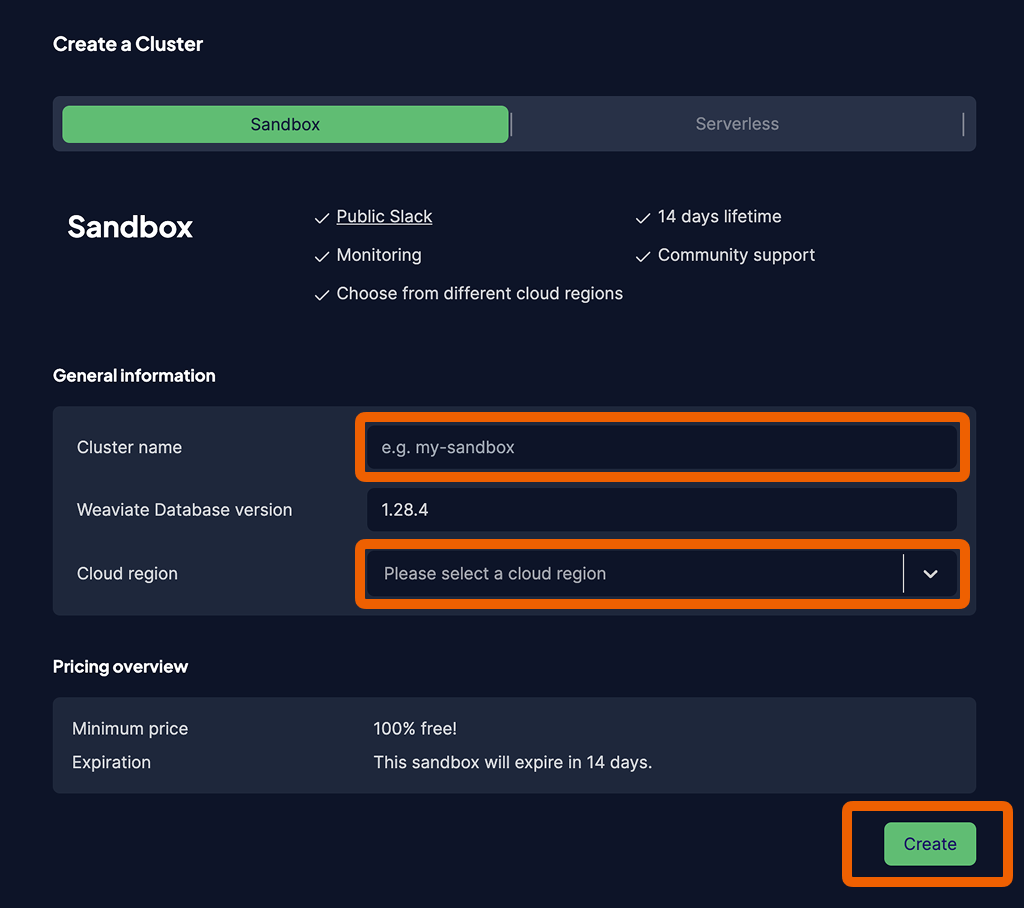 Create a Cluster
Sandbox
Serverless
Sandbox
Public Slack
14 days lifetime
Monitoring
Community support
Choose from different cloud regions
General information
Cluster name
e.g. my-sandbox
Weaviate Database version
1.28.4
Cloud region
Please select a cloud region
Pricing overview
Minimum price
100% free!
Expiration
This sandbox will expire in 14 days.
Create